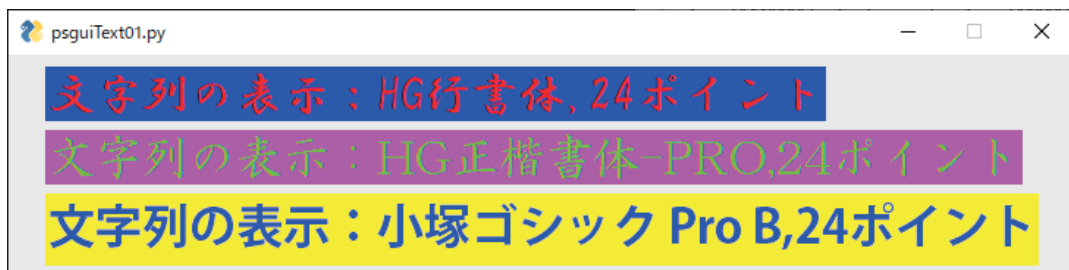 psguiText01.py
文字列の表示：HG行書体,24ポイント
文字列の表示：HG正楷書体-PRO,24ポイント
文字列の表示：小塚ゴシック Pro B,24ポイント